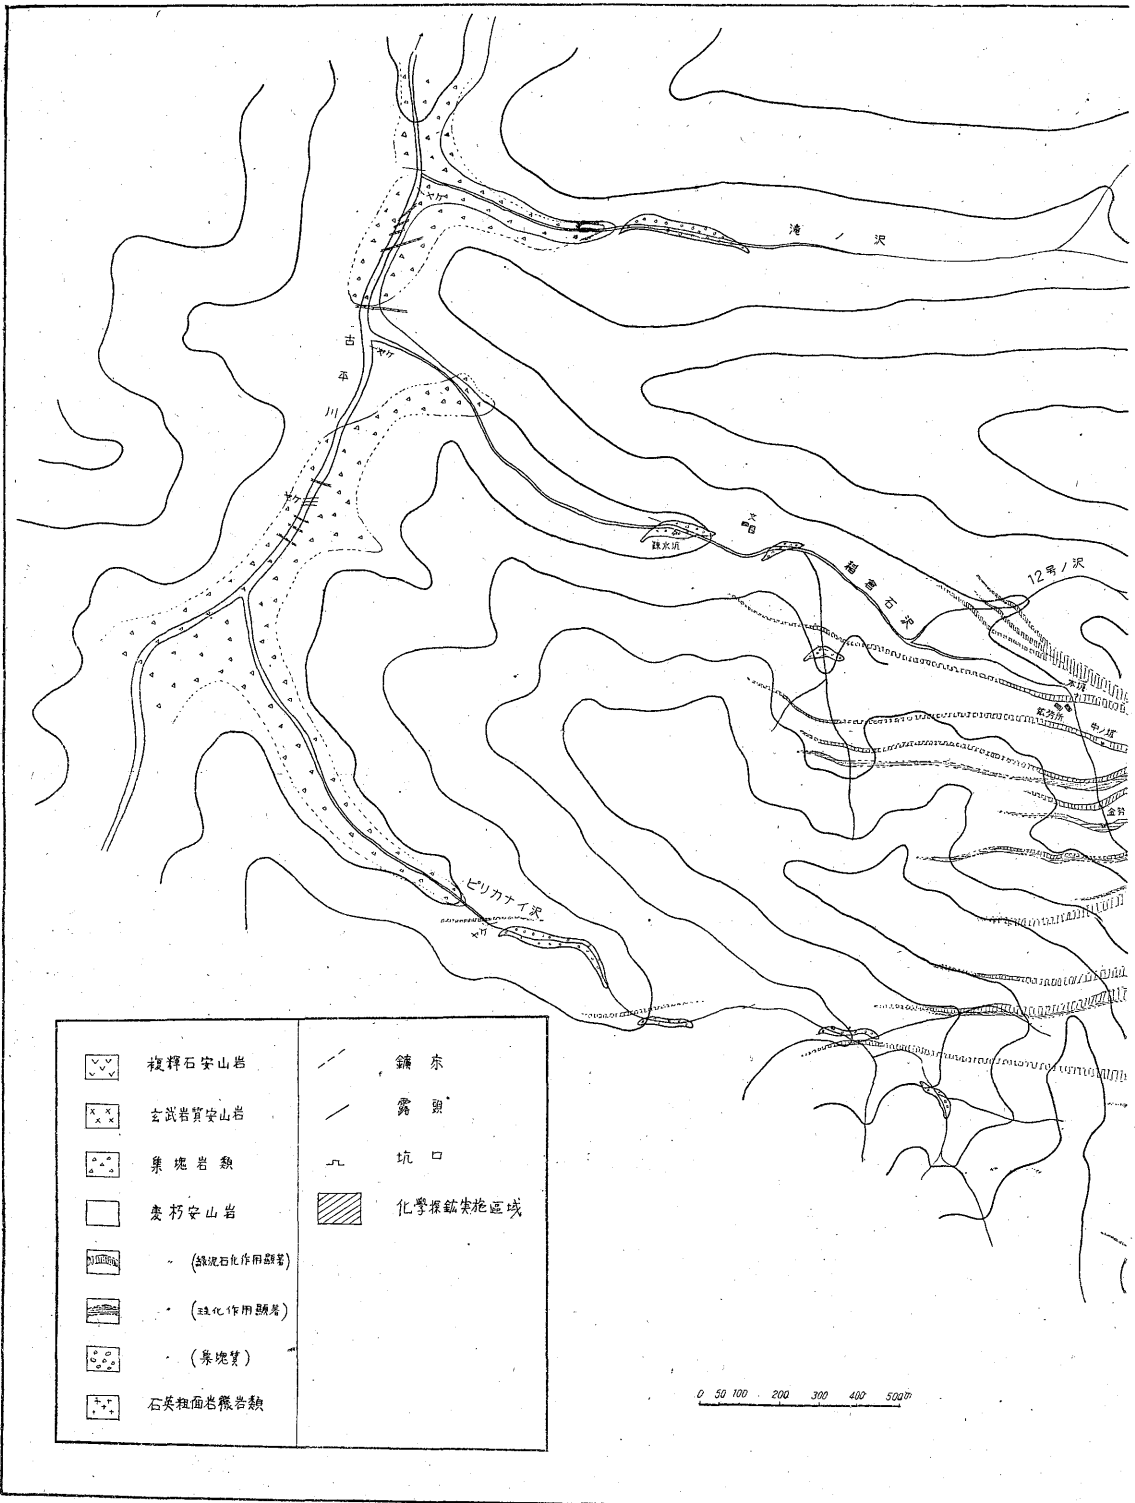 ヤケ
滝ノ沢
古平川
ヤケ
ヤケ
疎水坑
文
稲倉石沢
12号ノ沢
本坑
鉱務所
中ノ坑
ピリカナイ沢
ヤケ
複輝石安山岩
玄武岩質安山岩
集塊岩類
変朽安山岩
〃 (緑泥石化作用顕著)
〃 (珪化作用顕著)
〃 (集塊質)
石英粗面岩様岩類
鑛床
露頭
坑口
化學探鉱実施區域
0 50 100 200 300 400 500m